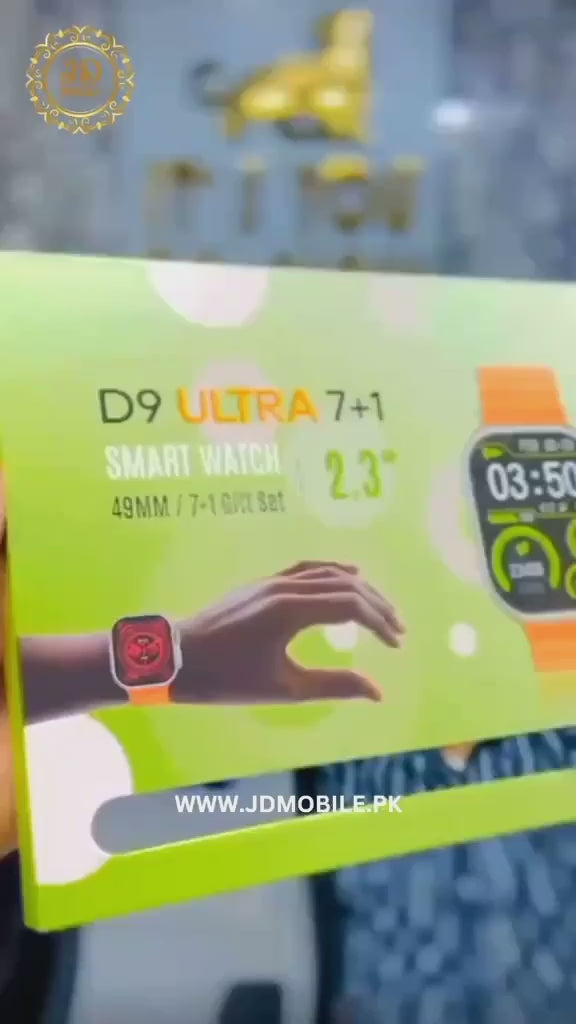 D9 ULTRA 7+1
SMART WATCH
2.3"
49MM / 7+1 Gift Set
03:50
WWW.JDMOBILE.PK